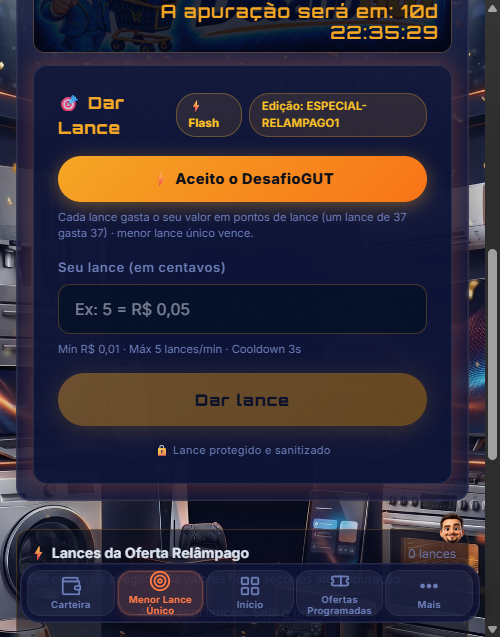 A apuração será em: 10d
22:35:29
Dar
Lance
Flash
Edição: ESPECIAL-
RELAMPAGO1
Aceito o DesafioGUT
Cada lance gasta o seu valor em pontos de lance (um lance de 37
gasta 37) · menor lance único vence.
Seu lance (em centavos)
Ex: 5 = R$ 0,05
Mín R$ 0,01 · Máx 5 lances/min · Cooldown 3s
Dar lance
Lance protegido e sanitizado
Lances da Oferta Relâmpago
0 lances
Carteira
Menor Lance
Único
Início
Ofertas
Programadas
Mais